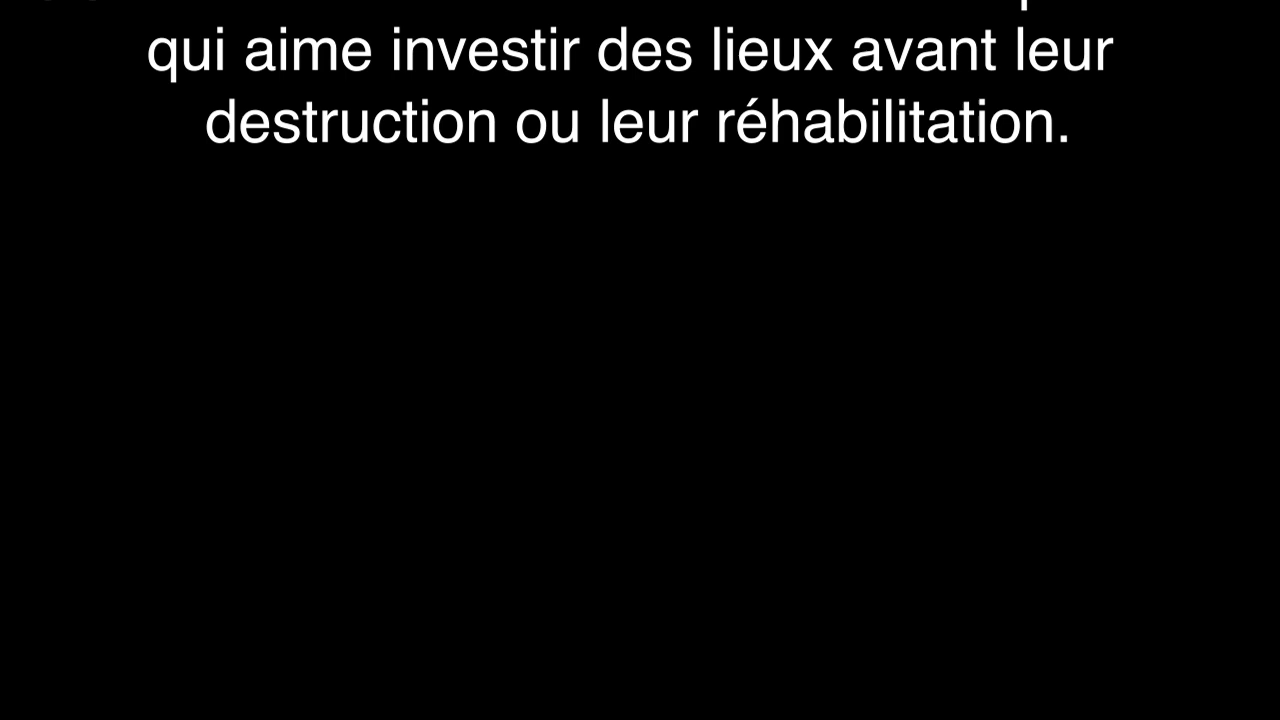 qui aime investir des lieux avant leur
destruction ou leur réhabilitation.